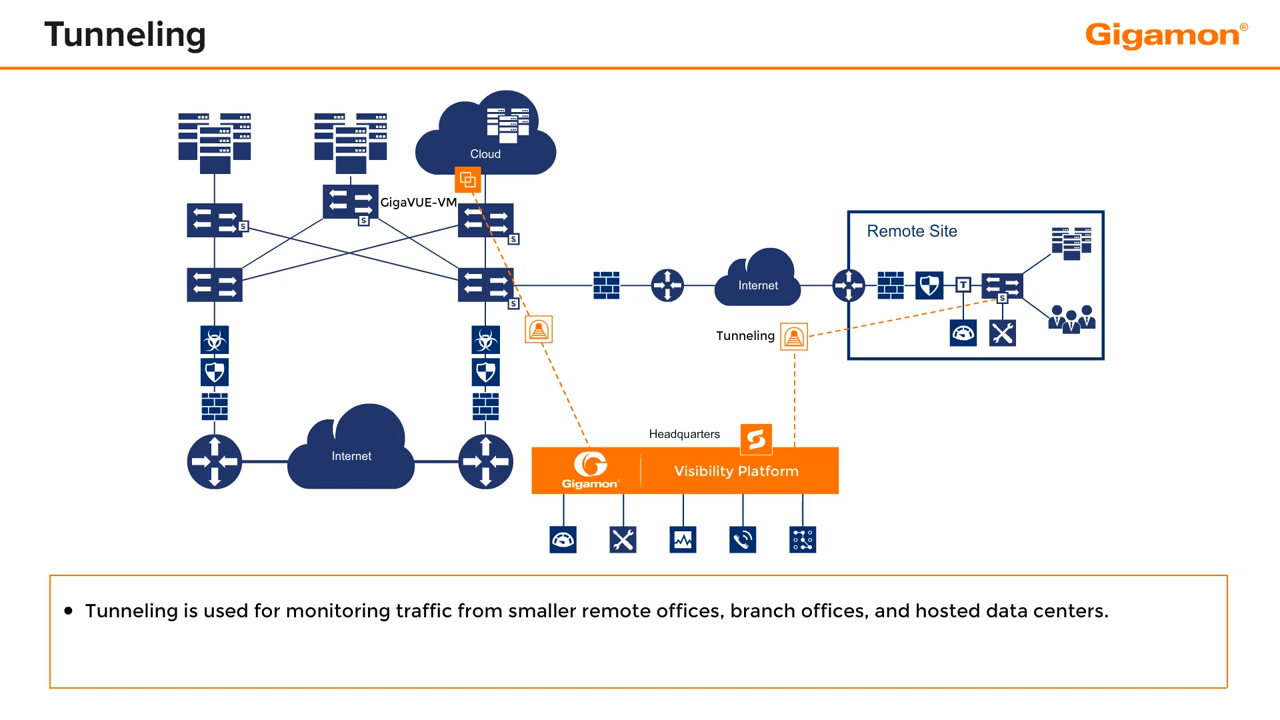 Tunneling
Gigamon®
Cloud
GigaVUE-VM
S
S
S
S
Remote Site
Internet
T
S
Tunneling
Headquarters
Internet
Gigamon®
Visibility Platform
• Tunneling is used for monitoring traffic from smaller remote offices, branch offices, and hosted data centers.